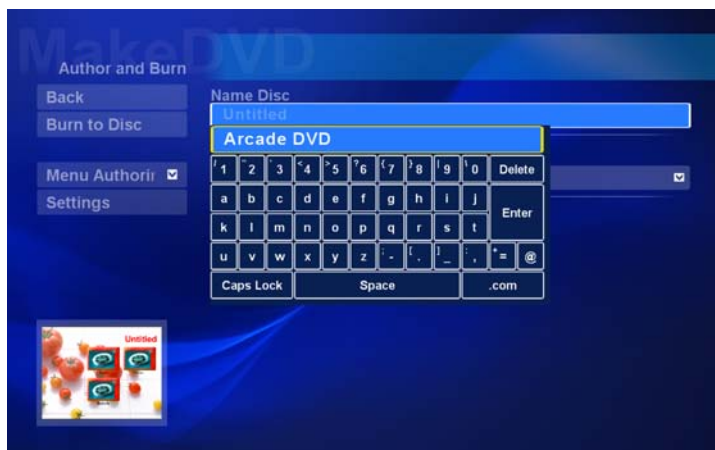 MakeDVD
Author and Burn
Back
Burn to Disc
Menu Authorir
Settings
Name Disc
Untitled
Arcade DVD
1 2 3 < 4 > 5 ? 6 { 7 } 8 | 9 \ 0 Delete
a b c d e f g h i j
Enter
k l m n o p q r s t
u v w x y z ; - [ . ] _ : , + = @
Caps Lock Space .com
Untitled